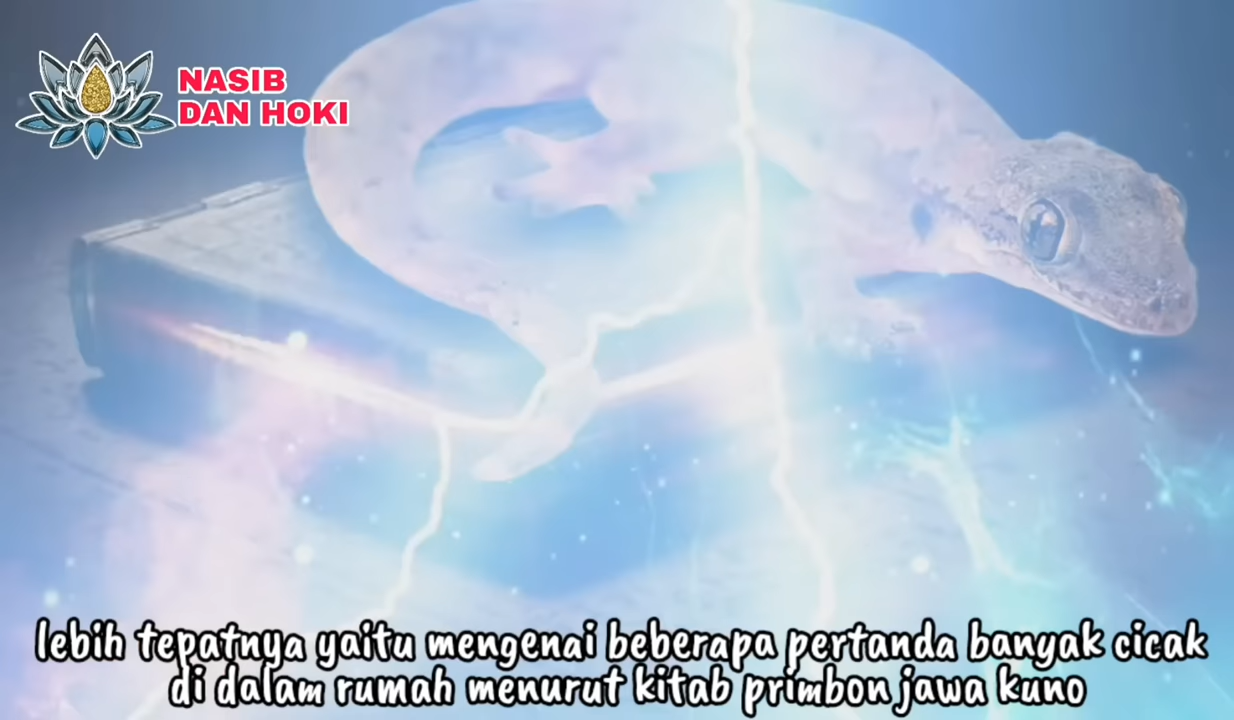 NASIB
DAN HOKI
lebih tepatnya yaitu mengenai beberapa pertanda banyak cicak
di dalam rumah menurut kitab primbon jawa kuno